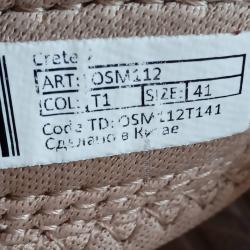 Crete
ART: OSM112
COL: T1 SIZE: 41
Code TD: OSM112T141
Сделано в Китае